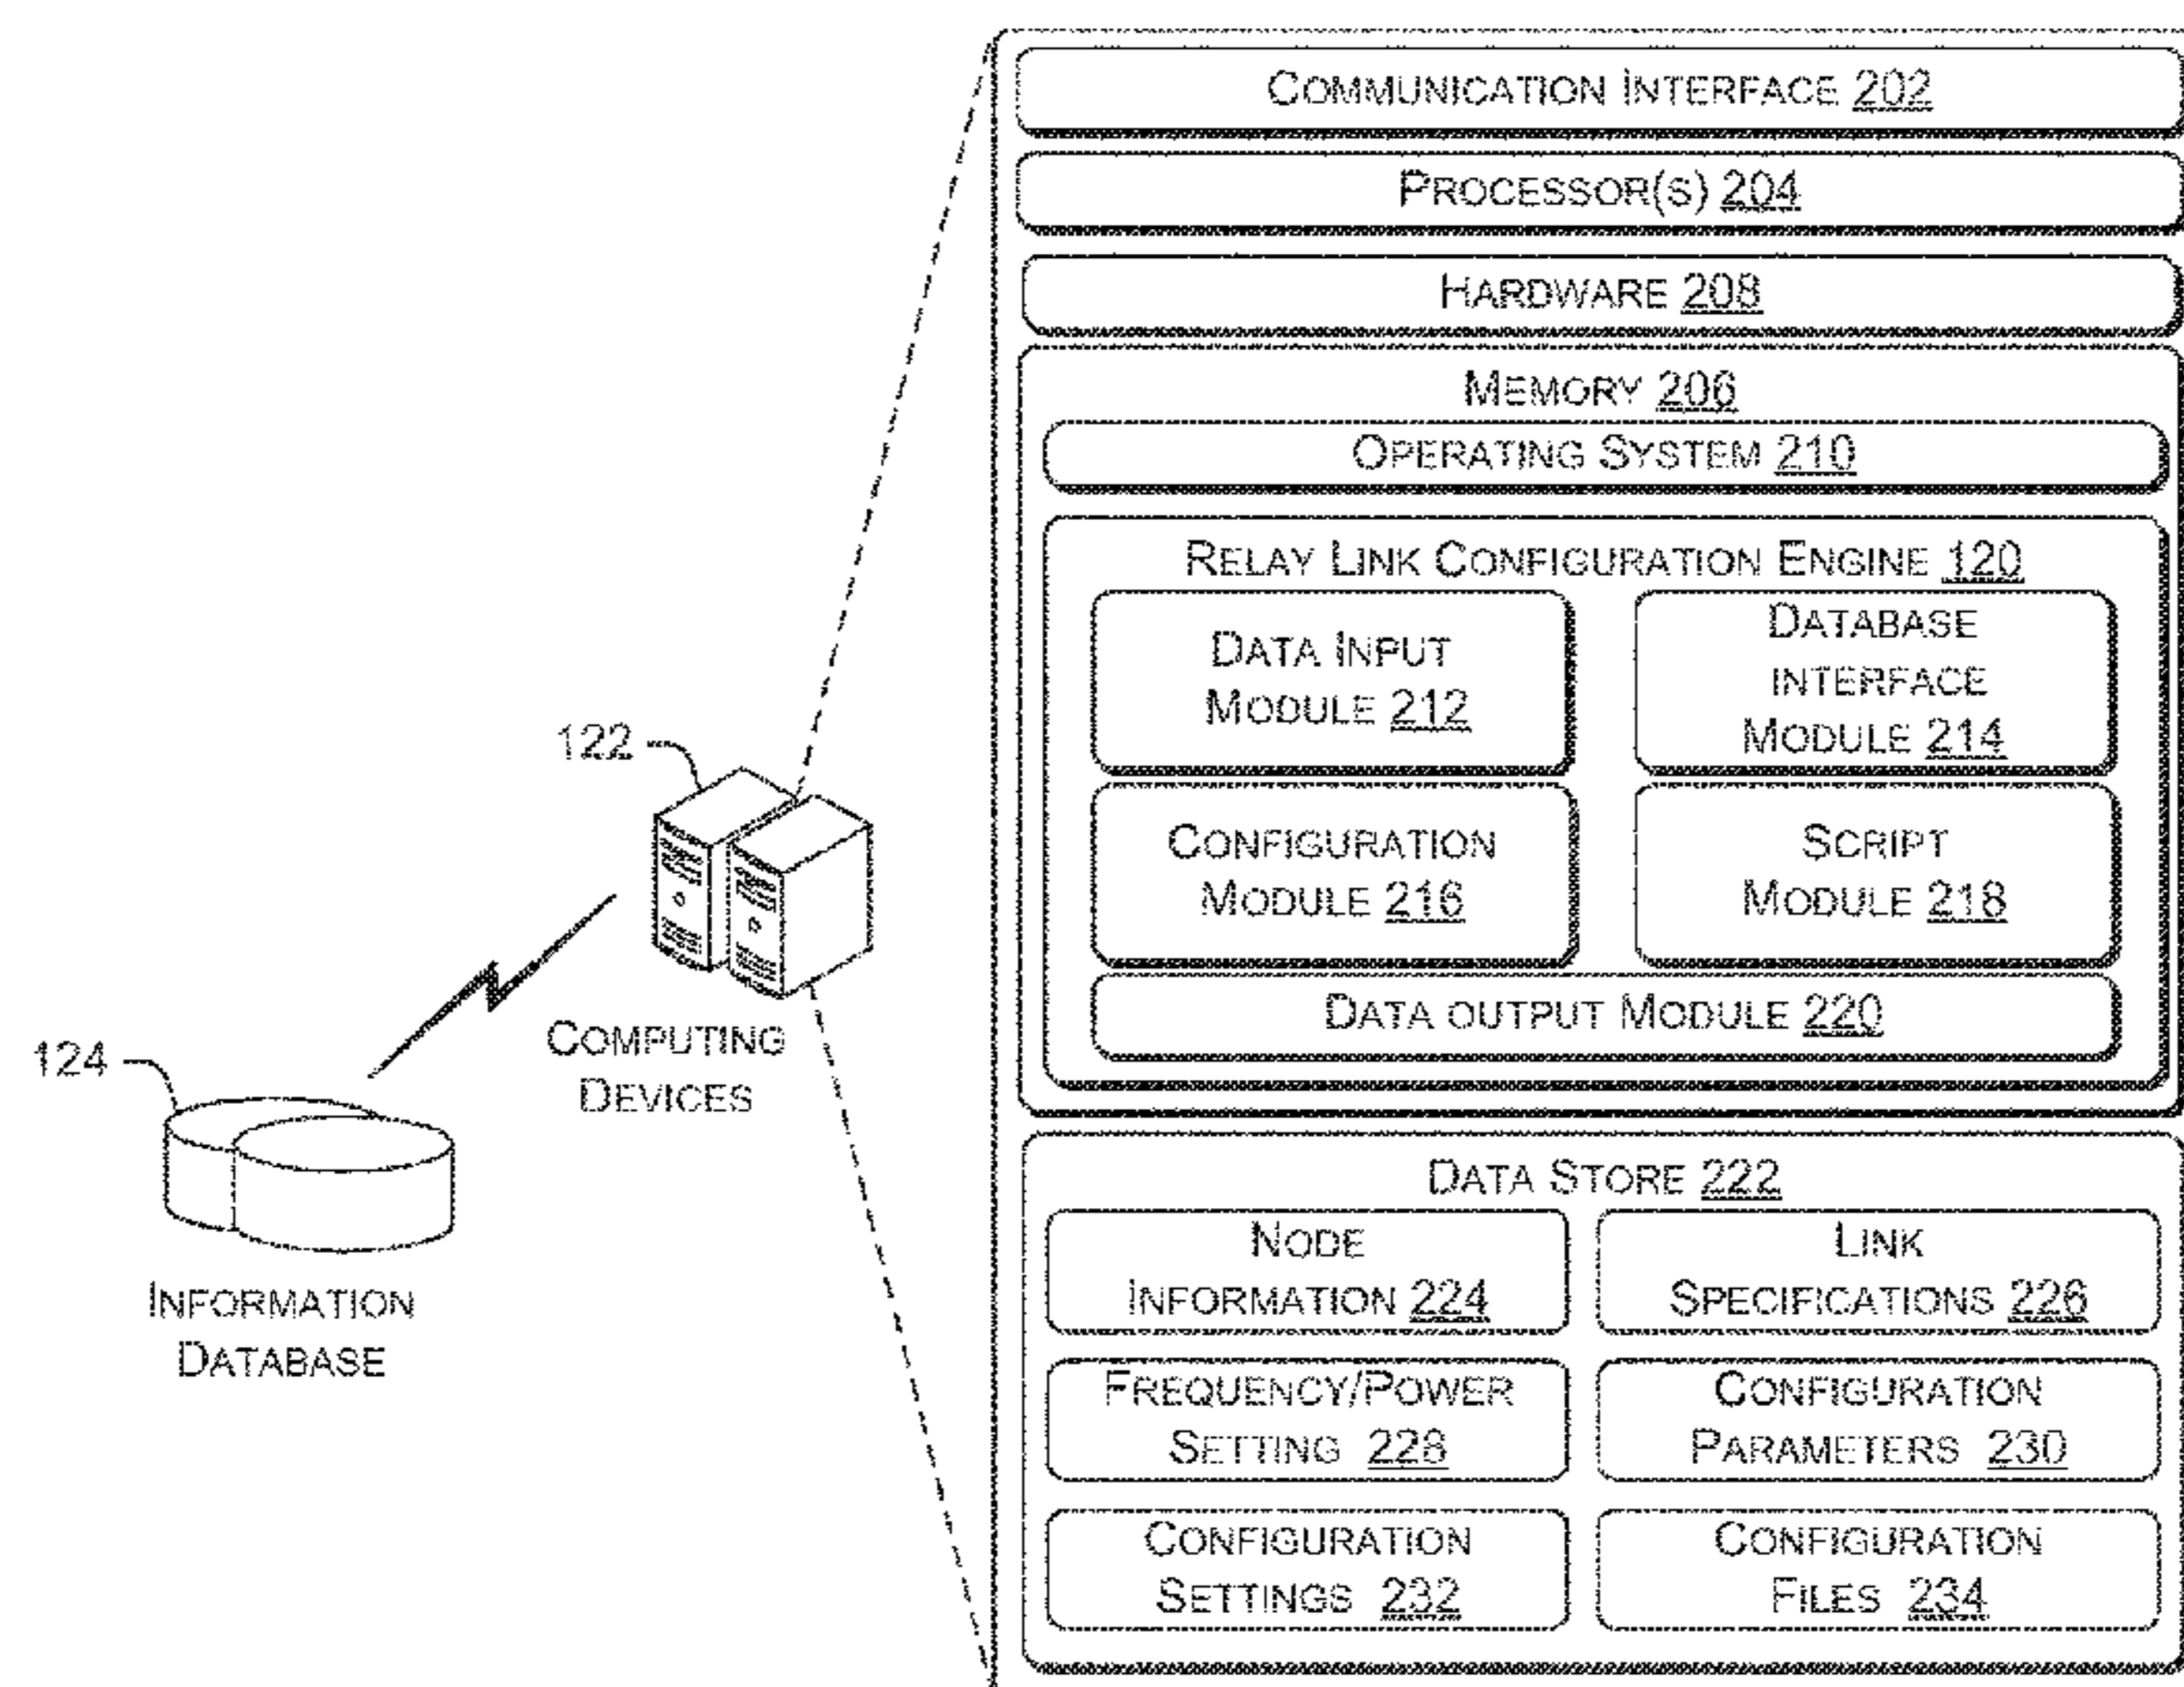 COMMUNICATION INTERFACE 202
PROCESSOR(S) 204
HARDWARE 208
MEMORY 206
OPERATING SYSTEM 210
RELAY LINK CONFIGURATION ENGINE 120
DATA INPUT
MODULE 212
DATABASE
INTERFACE
MODULE 214
CONFIGURATION
MODULE 216
SCRIPT
MODULE 218
DATA OUTPUT MODULE 220
122
COMPUTING
DEVICES
124
INFORMATION
DATABASE
DATA STORE 222
NODE
INFORMATION 224
LINK
SPECIFICATIONS 226
FREQUENCY/POWER
SETTING 228
CONFIGURATION
PARAMETERS 230
CONFIGURATION
SETTINGS 232
CONFIGURATION
FILES 234